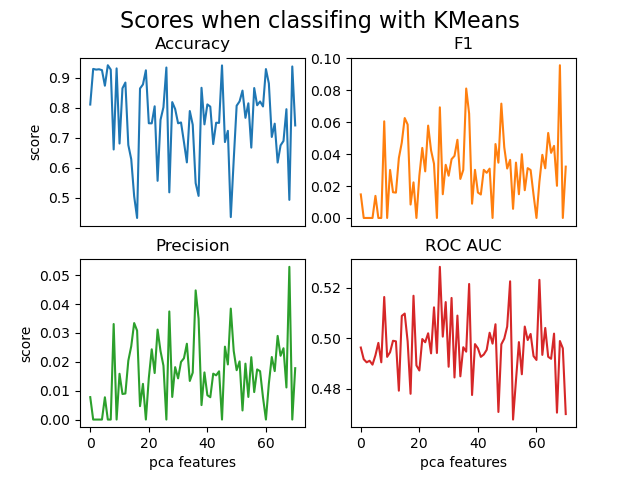 Scores when classifing with KMeans
Accuracy
F1
score
0.9
0.8
0.7
0.6
0.5
0.10
0.08
0.06
0.04
0.02
0.00
Precision
ROC AUC
score
0.05
0.04
0.03
0.02
0.01
0.00
0.52
0.50
0.48
0 20 40 60
0 20 40 60
pca features
pca features